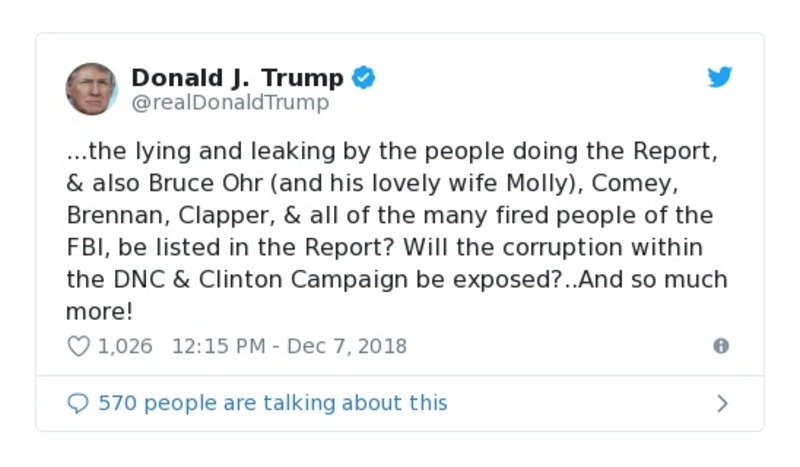 Donald J. Trump
@realDonaldTrump
...the lying and leaking by the people doing the Report,
& also Bruce Ohr (and his lovely wife Molly), Comey,
Brennan, Clapper, & all of the many fired people of the
FBI, be listed in the Report? Will the corruption within
the DNC & Clinton Campaign be exposed?..And so much
more!
1,026 12:15 PM - Dec 7, 2018
570 people are talking about this